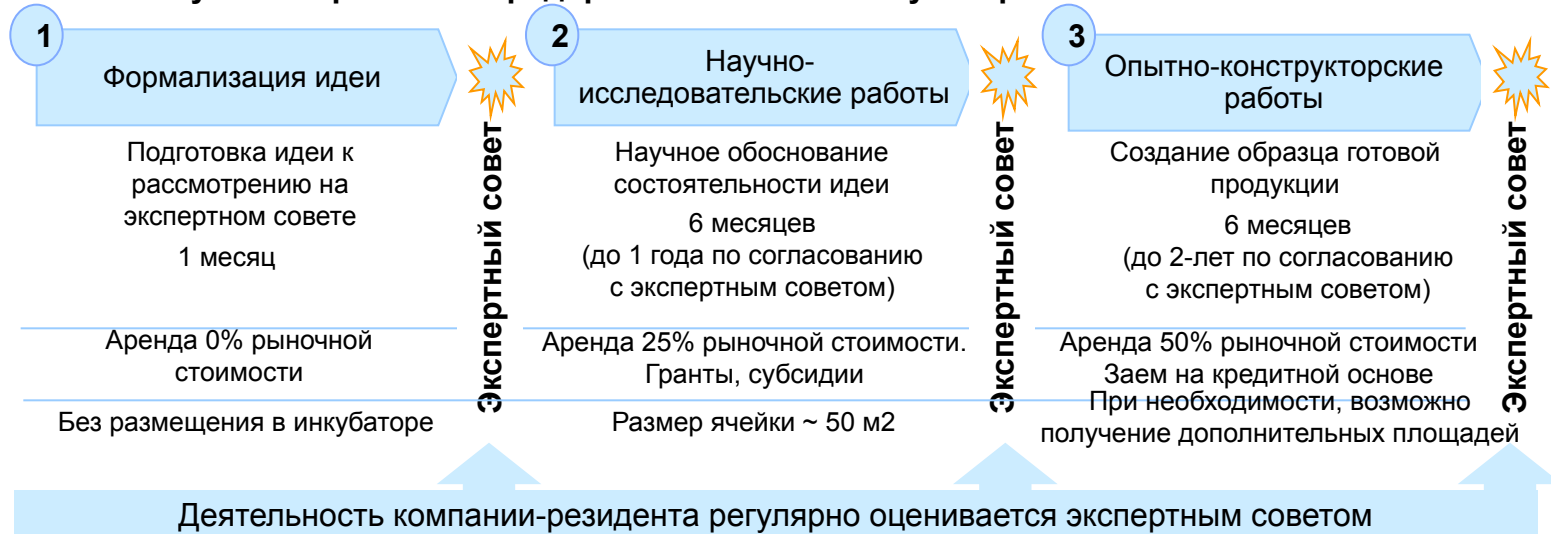 1
Формализация идеи
Подготовка идеи к
рассмотрению на
экспертном совете
1 месяц
Аренда 0% рыночной
стоимости
Без размещения в инкубаторе
Экспертный совет
2
Научно-
исследовательские работы
Научное обоснование
состоятельности идеи
6 месяцев
(до 1 года по согласованию
с экспертным советом)
Аренда 25% рыночной стоимости.
Гранты, субсидии
Размер ячейки ~ 50 м2
Экспертный совет
3
Опытно-конструкторские
работы
Создание образца готовой
продукции
6 месяцев
(до 2-лет по согласованию
с экспертным советом)
Аренда 50% рыночной стоимости
Заем на кредитной основе
При необходимости, возможно
получение дополнительных площадей
Экспертный совет
Деятельность компании-резидента регулярно оценивается экспертным советом